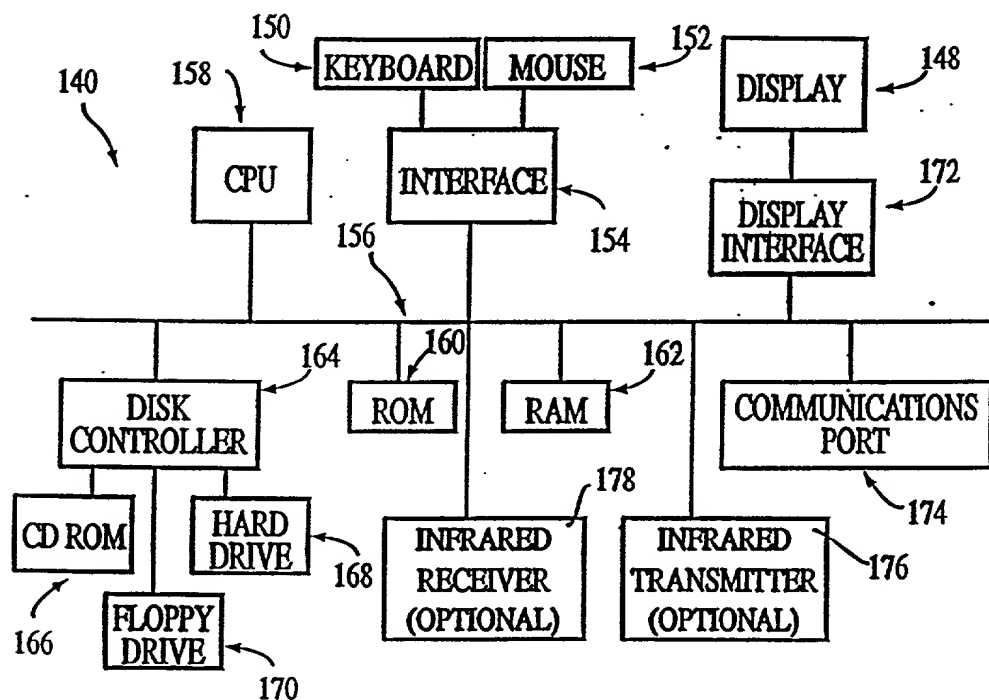 150
KEYBOARD
MOUSE
152
158
140
DISPLAY
148
CPU
INTERFACE
154
DISPLAY
INTERFACE
172
156
164
DISK
CONTROLLER
160
ROM
162
RAM
COMMUNICATIONS
PORT
174
CD ROM
166
HARD
DRIVE
168
FLOPPY
DRIVE
170
178
INFRARED
RECEIVER
(OPTIONAL)
INFRARED
TRANSMITTER
(OPTIONAL)
176